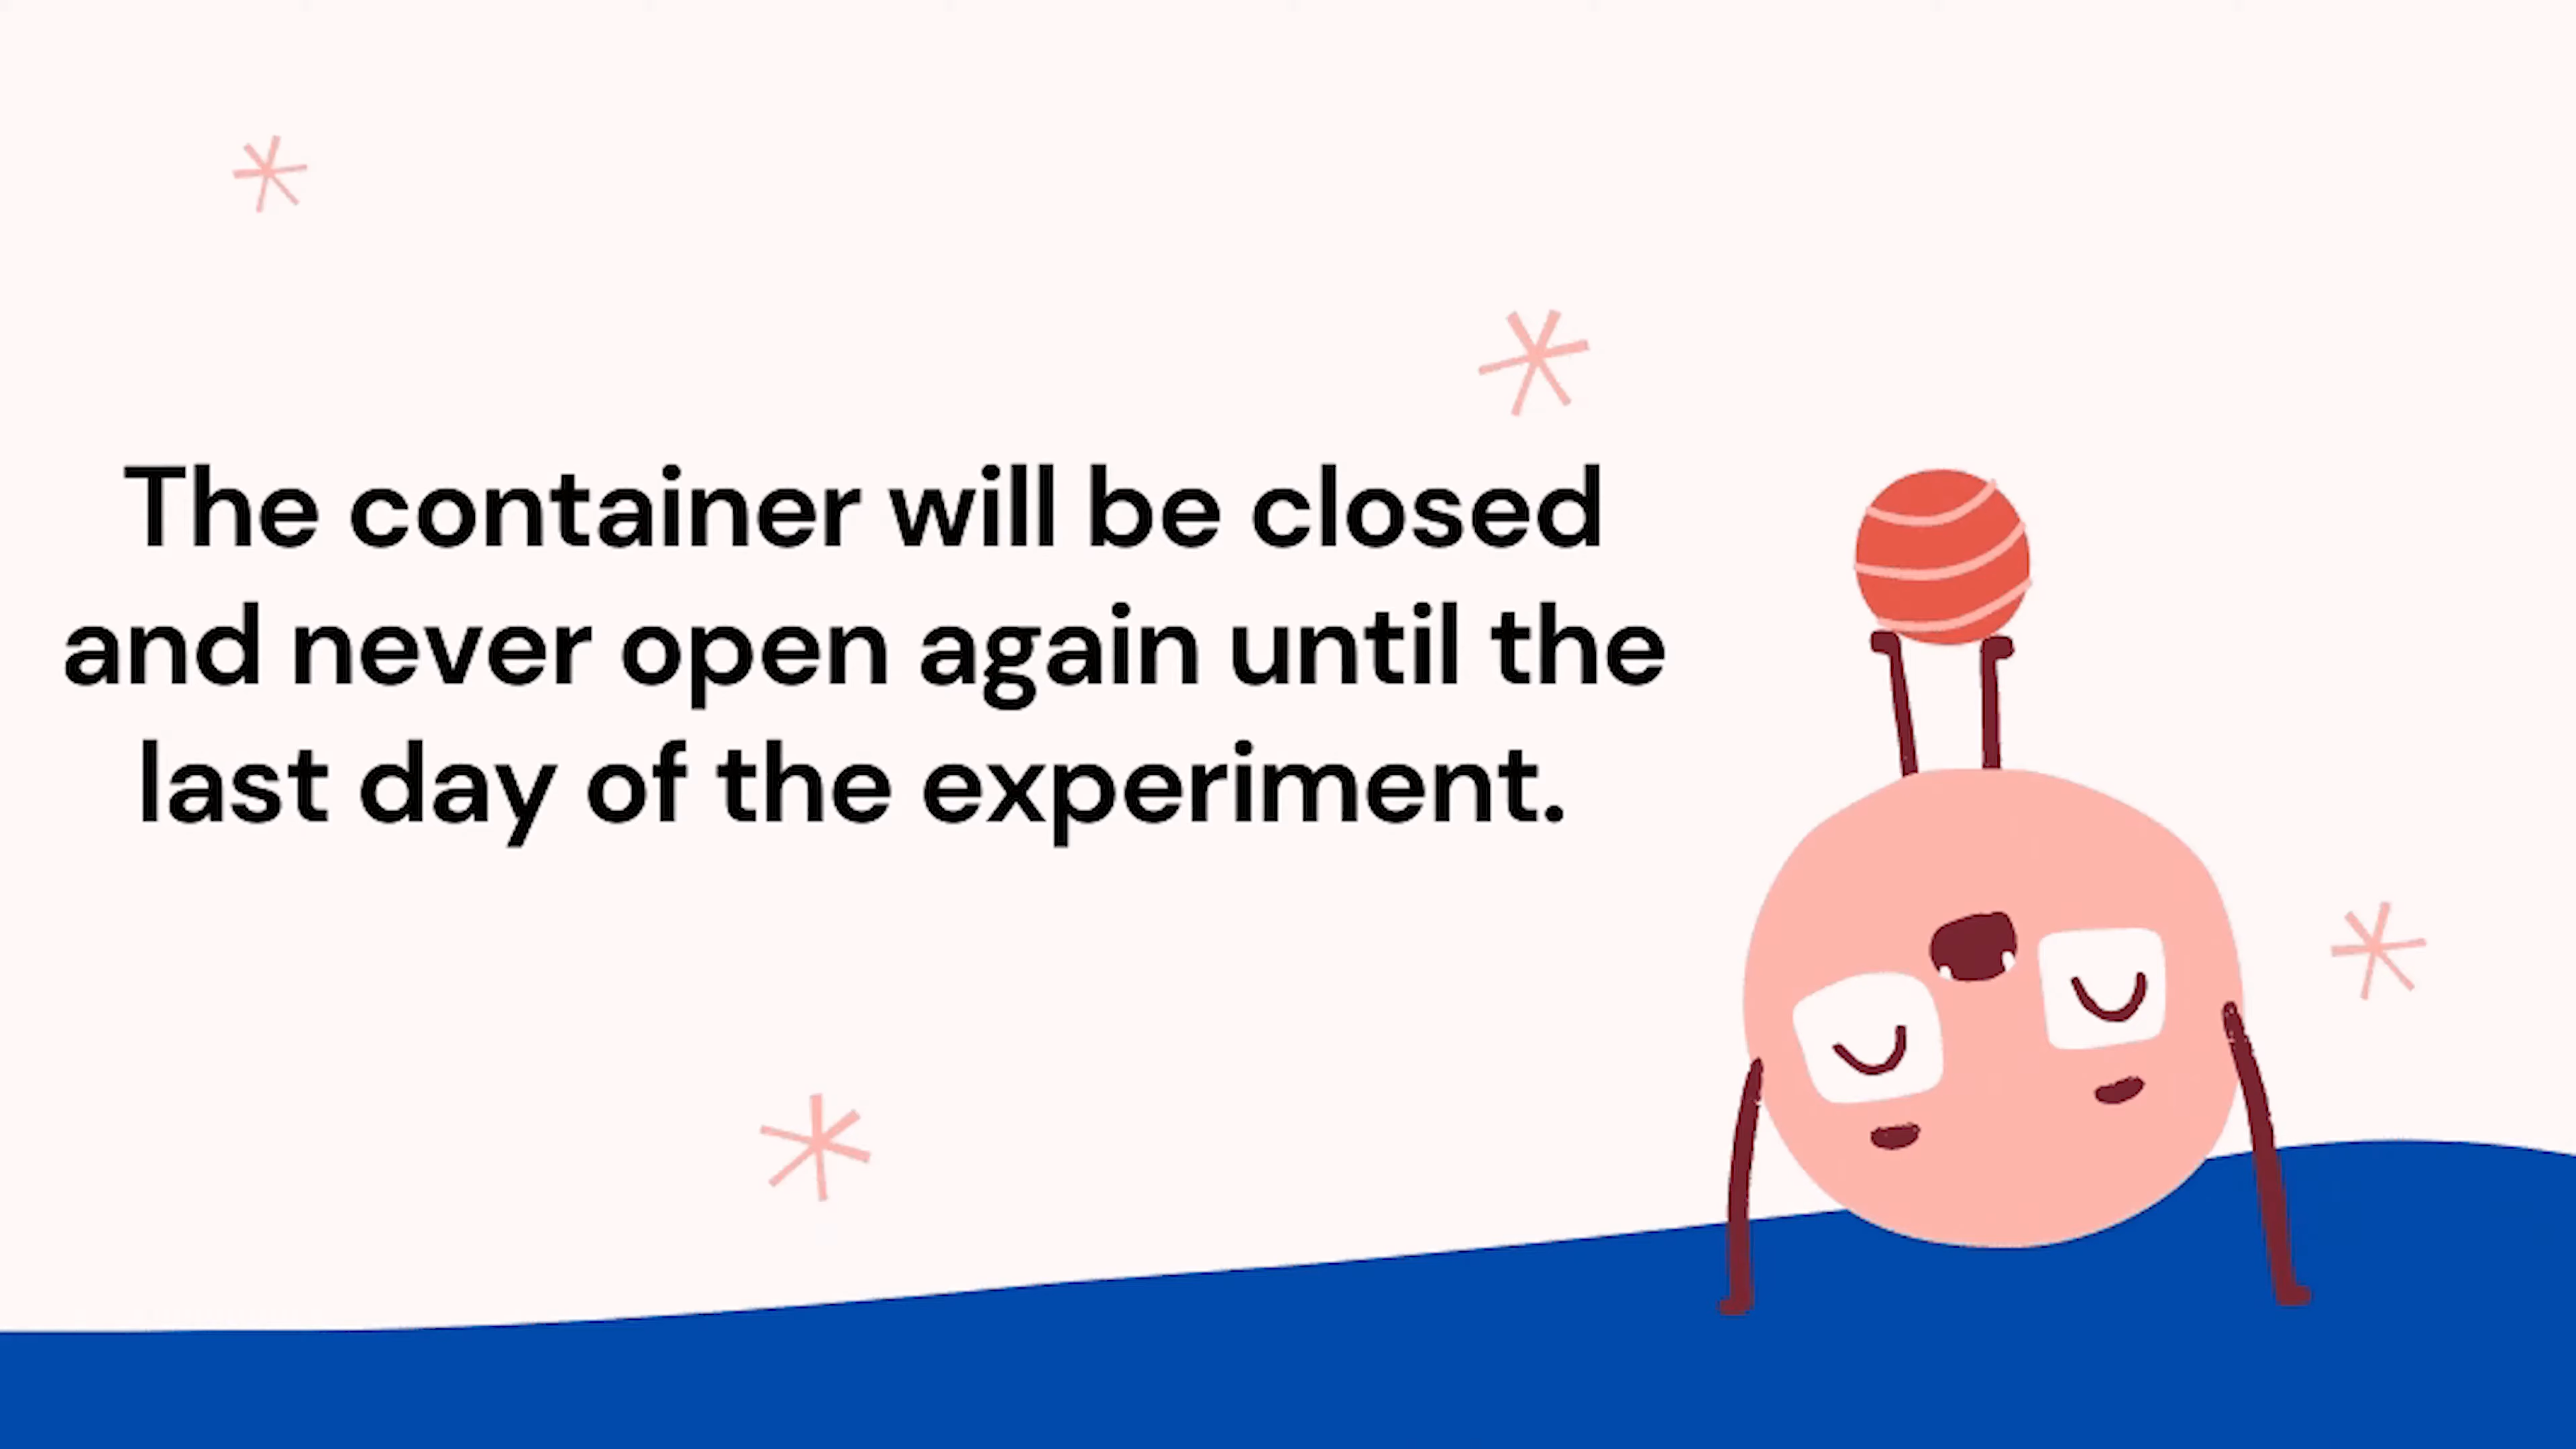 The container will be closed
and never open again until the
last day of the experiment.